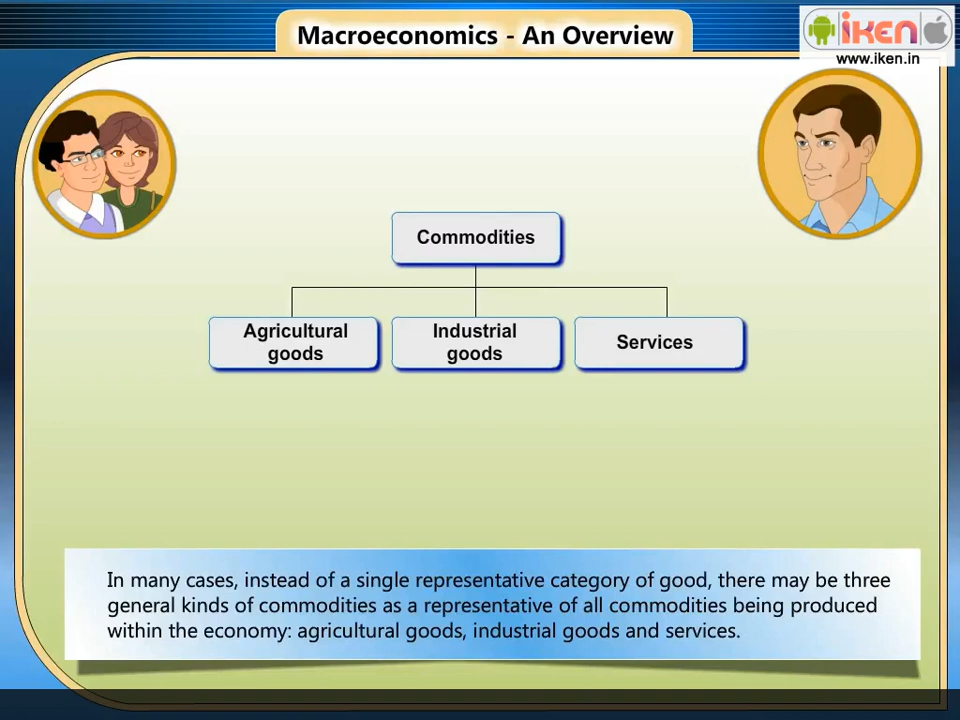 Macroeconomics - An Overview
iKEN
www.iken.in
Commodities
Agricultural
goods
Industrial
goods
Services
In many cases, instead of a single representative category of good, there may be three
general kinds of commodities as a representative of all commodities being produced
within the economy: agricultural goods, industrial goods and services.